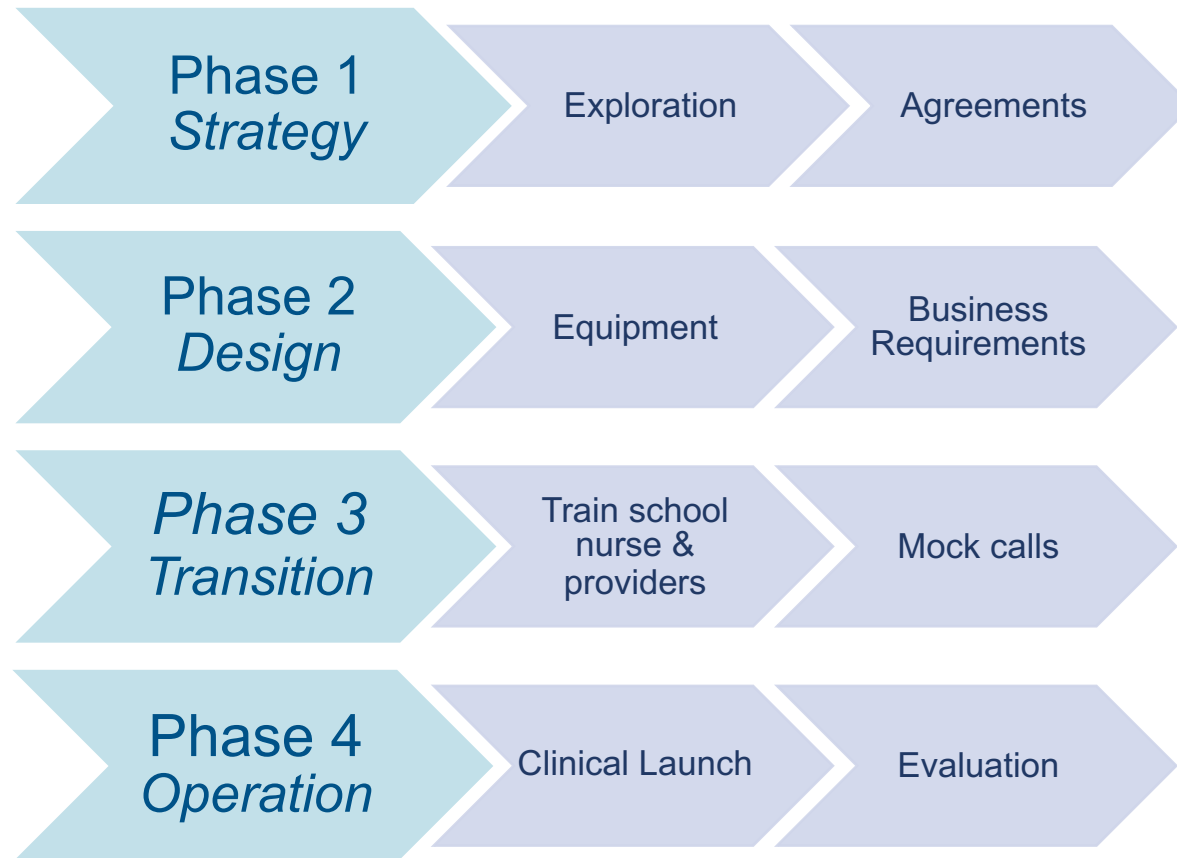 Phase 1
Strategy
Exploration
Agreements
Phase 2
Design
Equipment
Business
Requirements
Phase 3
Transition
Train school
nurse &
providers
Mock calls
Phase 4
Operation
Clinical Launch
Evaluation